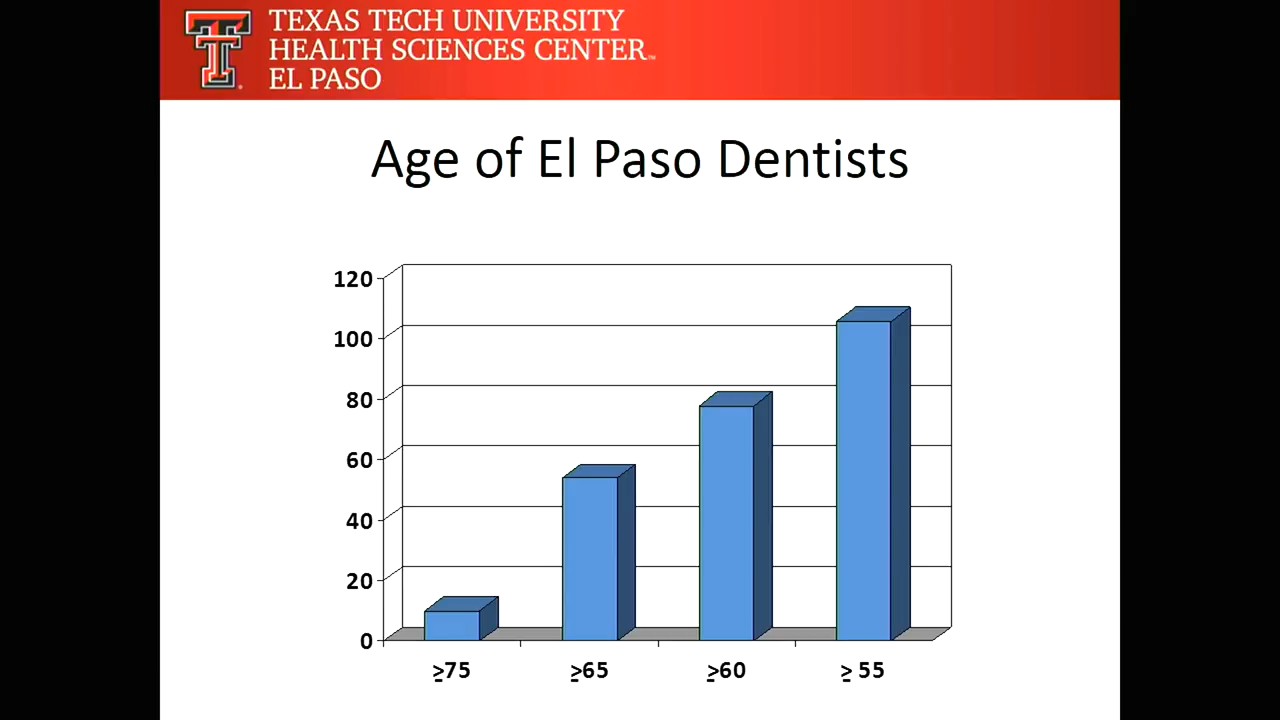 TEXAS TECH UNIVERSITY
HEALTH SCIENCES CENTER™
EL PASO
Age of El Paso Dentists
120
100
80
60
40
20
0
≥75 ≥65 ≥60 ≥ 55